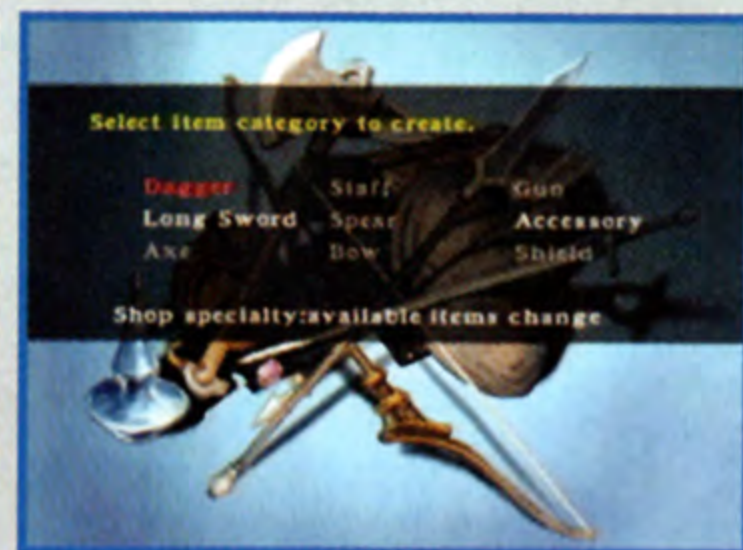 Select item category to create.
Dagger Staff Gun
Long Sword Spear Accessory
Axe Bow Shield
Shop specialty:available items change